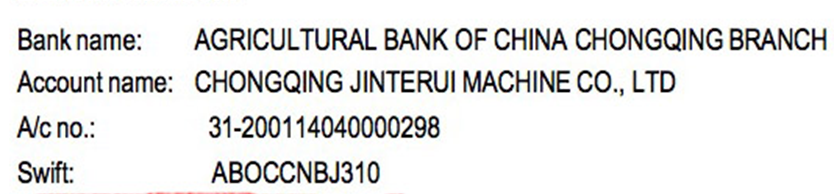 Bank name: AGRICULTURAL BANK OF CHINA CHONGQING BRANCH
Account name: CHONGQING JINTERUI MACHINE CO., LTD
A/c no.: 31-200114040000298
Swift: ABOCCNBJ310